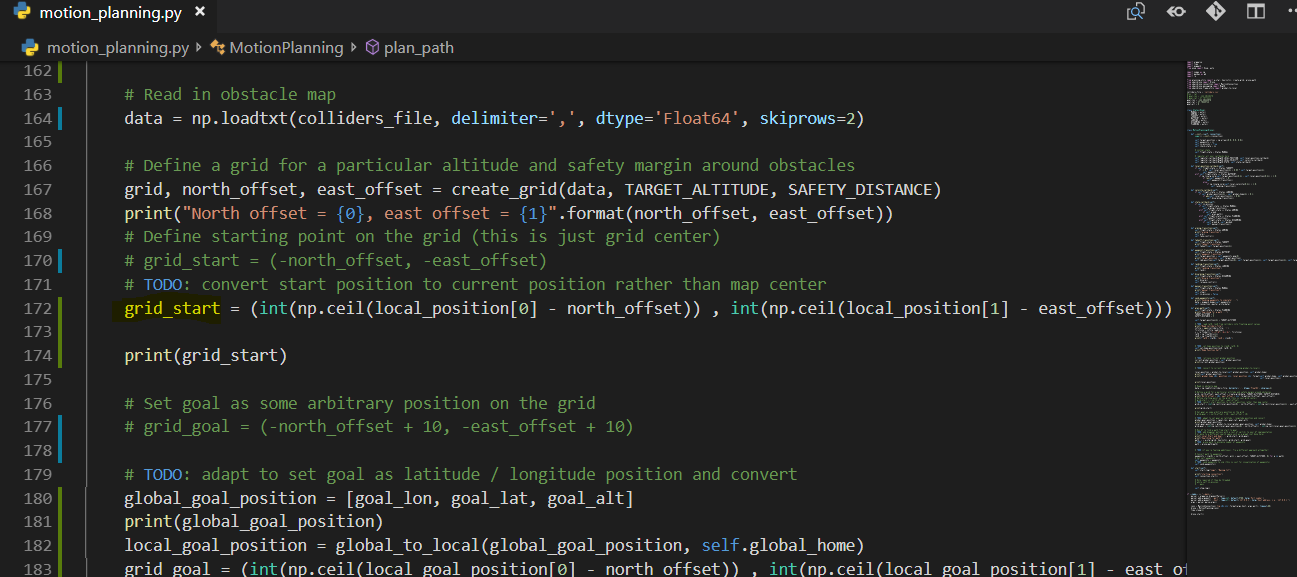 motion_planning.py ×
motion_planning.py › MotionPlanning › plan_path
162
163 # Read in obstacle map
164 data = np.loadtxt(colliders_file, delimiter=',', dtype='Float64', skiprows=2)
165
166 # Define a grid for a particular altitude and safety margin around obstacles
167 grid, north_offset, east_offset = create_grid(data, TARGET_ALTITUDE, SAFETY_DISTANCE)
168 print("North offset = {0}, east offset = {1}".format(north_offset, east_offset))
169 # Define starting point on the grid (this is just grid center)
170 # grid_start = (-north_offset, -east_offset)
171 # TODO: convert start position to current position rather than map center
172 grid_start = (int(np.ceil(local_position[0] - north_offset)) , int(np.ceil(local_position[1] - east_offset)))
173
174 print(grid_start)
175
176 # Set goal as some arbitrary position on the grid
177 # grid_goal = (-north_offset + 10, -east_offset + 10)
178
179 # TODO: adapt to set goal as latitude / longitude position and convert
180 global_goal_position = [goal_lon, goal_lat, goal_alt]
181 print(global_goal_position)
182 local_goal_position = global_to_local(global_goal_position, self.global_home)
183 grid_goal = (int(np.ceil(local_goal_position[0] - north_offset)) , int(np.ceil(local_goal_position[1] - east_of